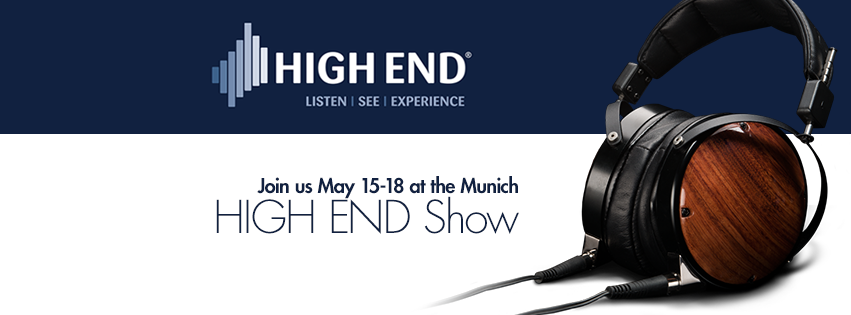 HIGH END®
LISTEN | SEE | EXPERIENCE
Join us May 15-18 at the Munich
HIGH END Show